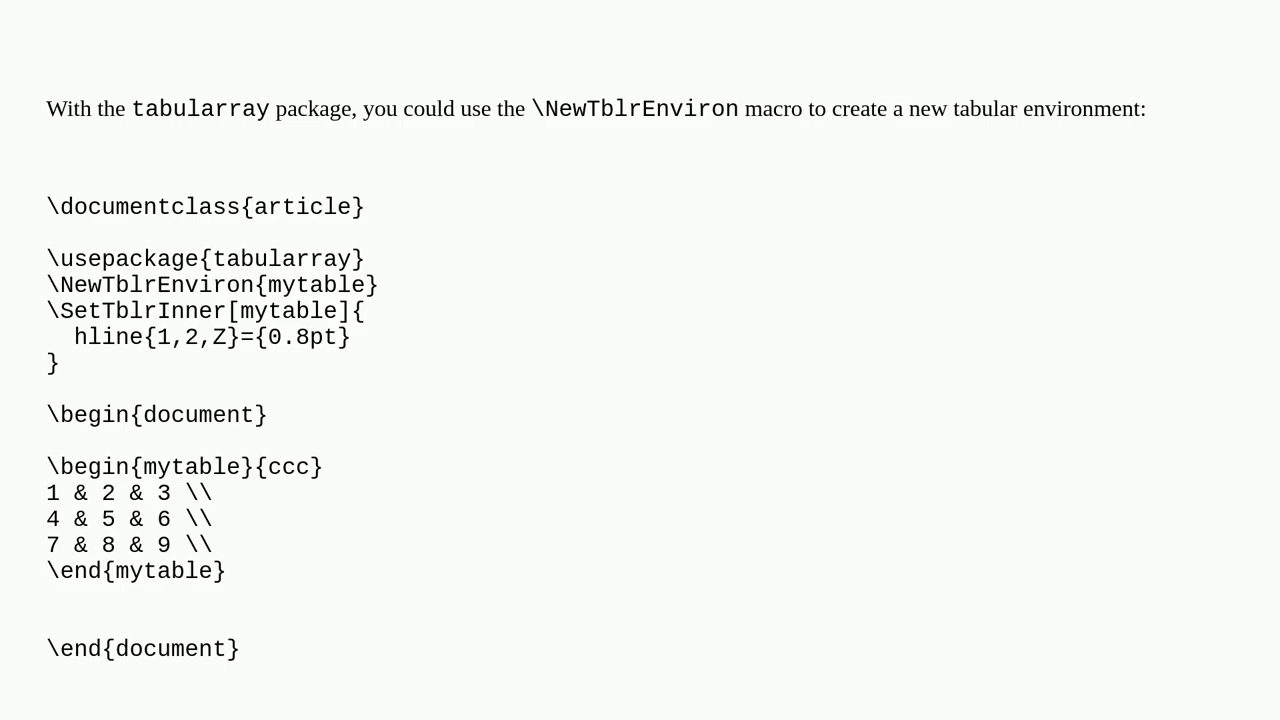 With the tabularray package, you could use the \NewTblrEnviron macro to create a new tabular environment:
\documentclass{article}
\usepackage{tabularray}
\NewTblrEnviron{mytable}
\SetTblrInner[mytable]{
  hline{1,2,Z}={0.8pt}
}
\begin{document}
\begin{mytable}{ccc}
1 & 2 & 3 \\
4 & 5 & 6 \\
7 & 8 & 9 \\
\end{mytable}
\end{document}